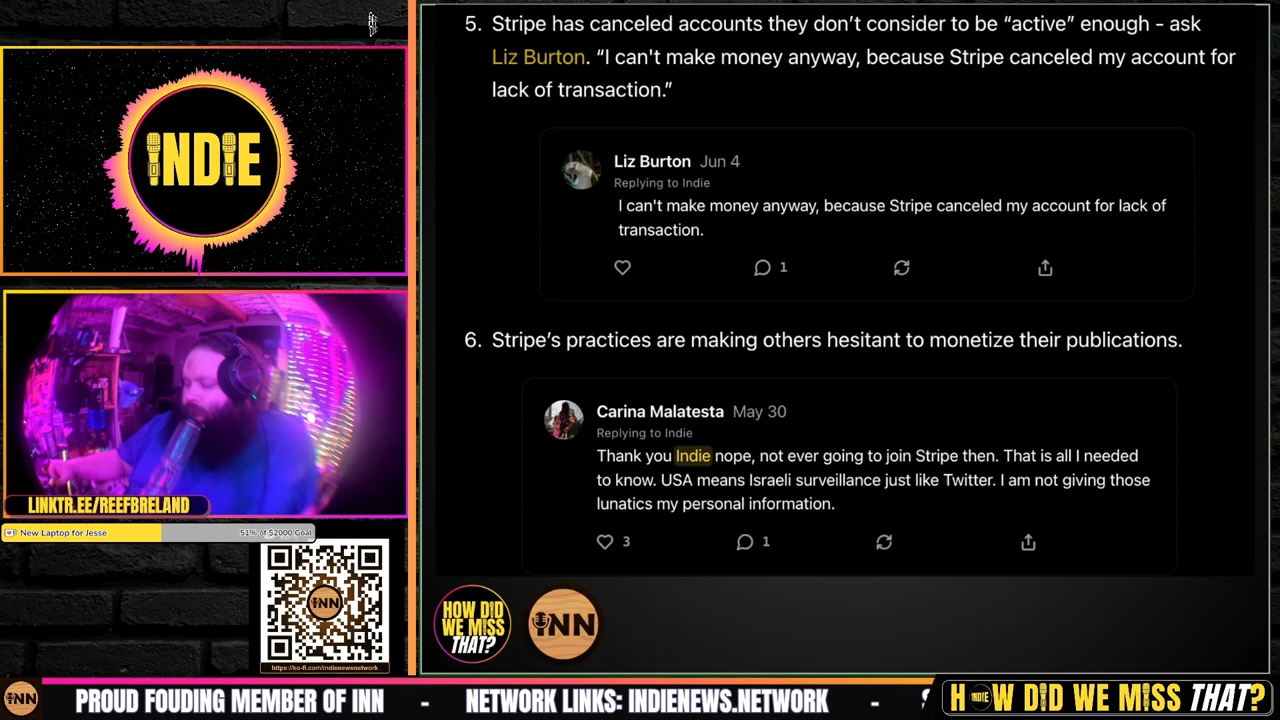 INDIE
LINKTR.EE/REEFBRELAND
New Laptop for Jesse 51% of $2000 Goal
INN
https://ko-fi.com/indienewsnetwork
5. Stripe has canceled accounts they don’t consider to be “active” enough - ask
Liz Burton. “I can't make money anyway, because Stripe canceled my account for
lack of transaction.”
Liz Burton Jun 4
Replying to Indie
I can't make money anyway, because Stripe canceled my account for lack of
transaction.
1
6. Stripe’s practices are making others hesitant to monetize their publications.
Carina Malatesta May 30
Replying to Indie
Thank you Indie nope, not ever going to join Stripe then. That is all I needed
to know. USA means Israeli surveillance just like Twitter. I am not giving those
lunatics my personal information.
3 1
HOW DID
WE MISS
THAT?
INN
INN
PROUD FOUDING MEMBER OF INN - NETWORK LINKS: INDIENEWS.NETWORK -
INDIE
HOW DID WE MISS THAT?